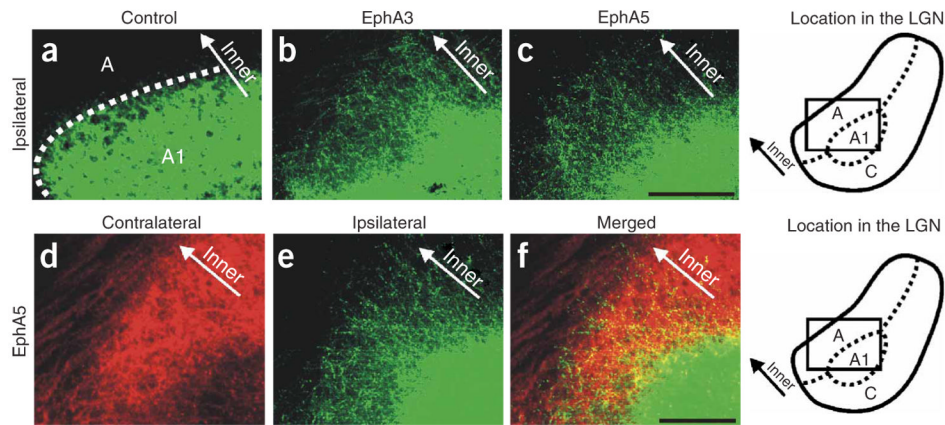 Control EphA3 EphA5 Location in the LGN
Ipsilateral
a A Inner A1
b Inner
c Inner
A A1 C Inner
Contralateral Ipsilateral Merged Location in the LGN
EphA5
d Inner
e Inner
f Inner
A A1 C Inner